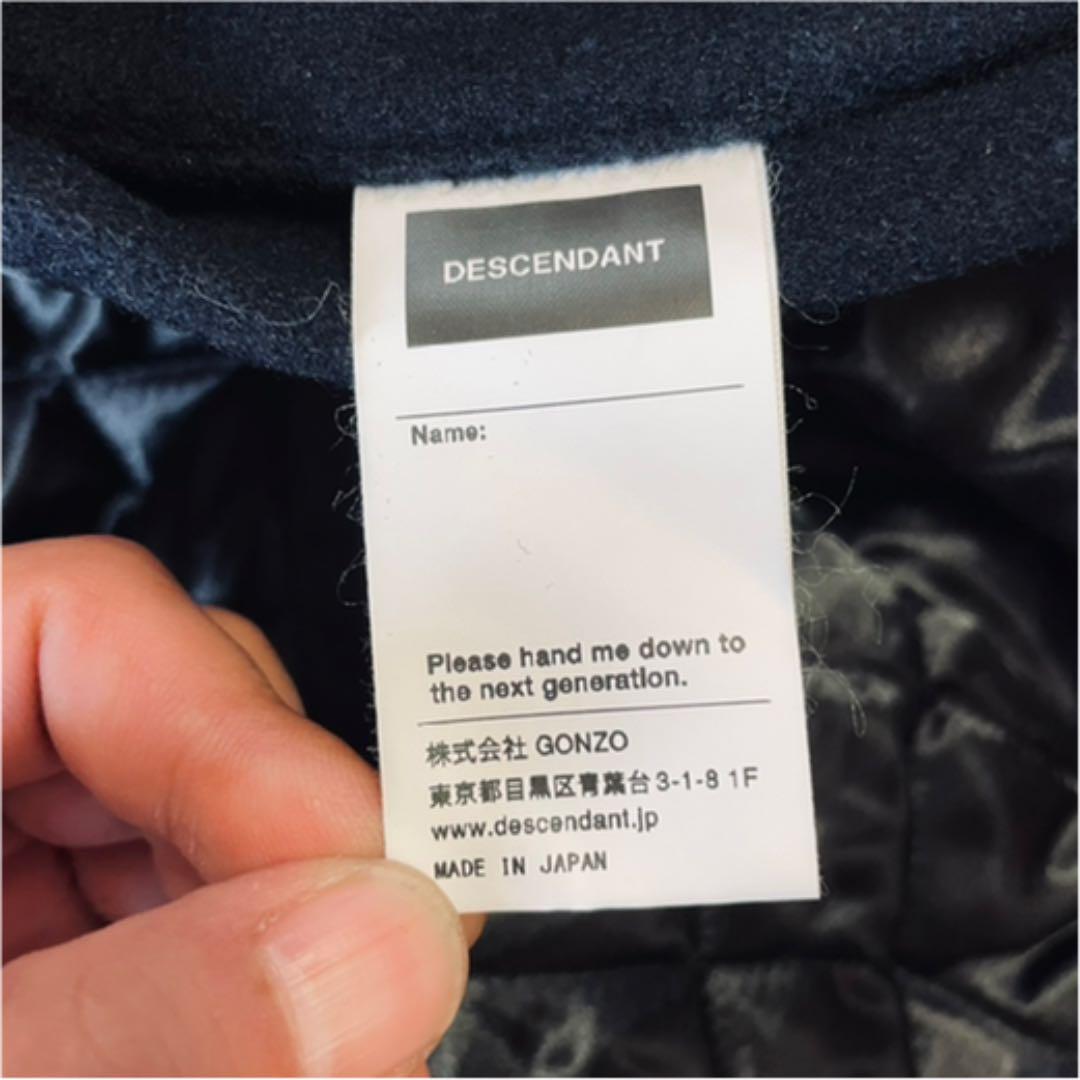 DESCENDANT
Name:
Please hand me down to
the next generation.
株式会社 GONZO
東京都目黒区青葉台3-1-8 1F
www.descendant.jp
MADE IN JAPAN